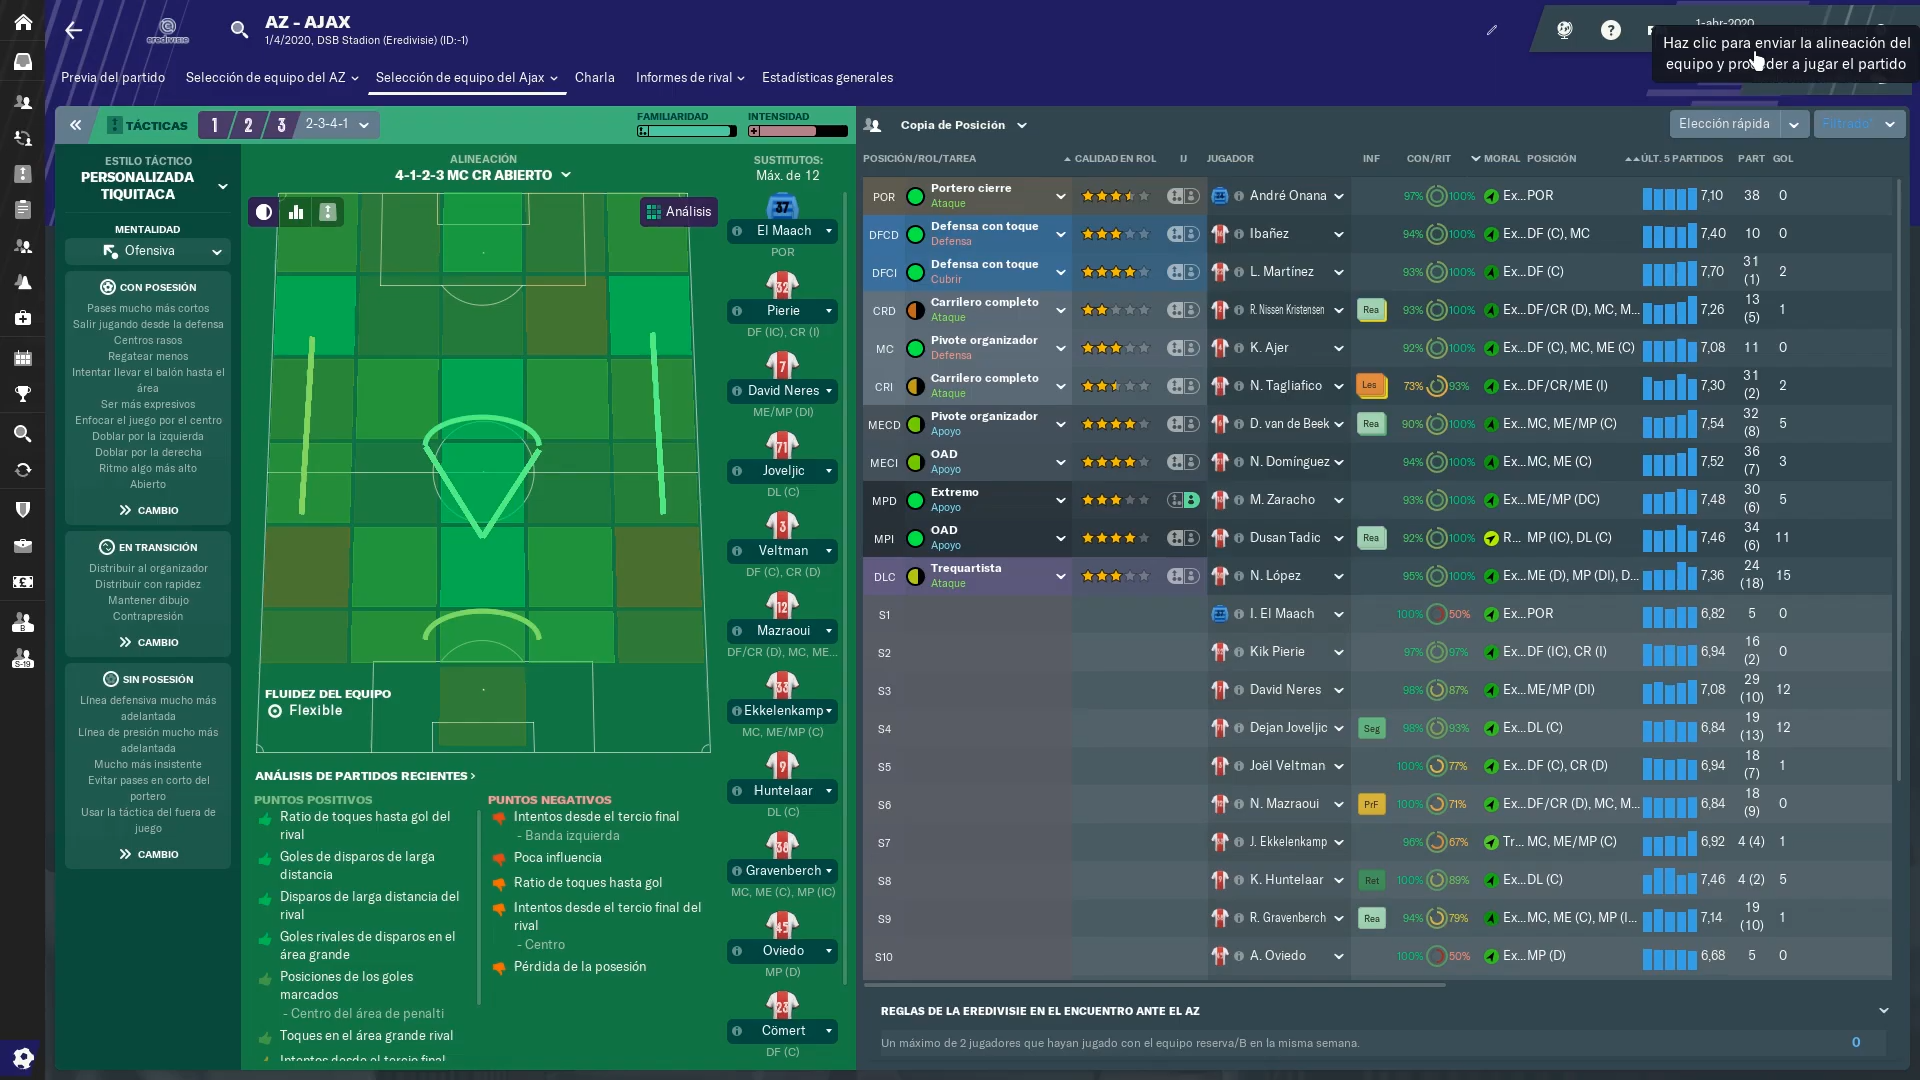 AZ - AJAX
1/4/2020, DSB Stadion (Eredivisie) (ID:-1)
eredivisie
1-abr-2020
Haz clic para enviar la alineación del
equipo y proceder a jugar el partido
Previa del partido
Selección de equipo del AZ
Selección de equipo del Ajax
Charla
Informes de rival
Estadísticas generales
TÁCTICAS
1 2 3 2-3-4-1
FAMILIARIDAD
INTENSIDAD
ESTILO TÁCTICO
PERSONALIZADA
TIQUITACA
MENTALIDAD
Ofensiva
CON POSESIÓN
Pases mucho más cortos
Salir jugando desde la defensa
Centros rasos
Regatear menos
Intentar llevar el balón hasta el
área
Ser más expresivos
Enfocar el juego por el centro
Doblar por la izquierda
Doblar por la derecha
Ritmo algo más alto
Abierto
CAMBIO
EN TRANSICIÓN
Distribuir al organizador
Distribuir con rapidez
Mantener dibujo
Contrapresión
CAMBIO
SIN POSESIÓN
Línea defensiva mucho más
adelantada
Línea de presión mucho más
adelantada
Mucho más insistente
Evitar pases en corto del
portero
Usar la táctica del fuera de
juego
CAMBIO
B
S-19
ALINEACIÓN
4-1-2-3 MC CR ABIERTO
Análisis
FLUIDEZ DEL EQUIPO
Flexible
ANÁLISIS DE PARTIDOS RECIENTES >
PUNTOS POSITIVOS
Ratio de toques hasta gol del
rival
Goles de disparos de larga
distancia
Disparos de larga distancia del
rival
Goles rivales de disparos en el
área grande
Posiciones de los goles
marcados
- Centro del área de penalti
Toques en el área grande rival
Intentos desde el tercio final
PUNTOS NEGATIVOS
Intentos desde el tercio final
- Banda izquierda
Poca influencia
Ratio de toques hasta gol
Intentos desde el tercio final del
rival
- Centro
Pérdida de la posesión
SUSTITUTOS:
Máx. de 12
37
El Maach
POR
32
Pierie
DF (IC), CR (I)
7
David Neres
ME/MP (DI)
71
Joveljic
DL (C)
3
Veltman
DF (C), CR (D)
12
Mazraoui
DF/CR (D), MC, ME...
33
Ekkelenkamp
MC, ME/MP (C)
9
Huntelaar
DL (C)
38
Gravenberch
MC, ME (C), MP (IC)
45
Oviedo
MP (D)
23
Cömert
DF (C)
Copia de Posición
Elección rápida
Filtrado
POSICIÓN/ROL/TAREA CALIDAD EN ROL IJ JUGADOR INF CON/RIT MORAL POSICIÓN ÚLT. 5 PARTIDOS PART GOL
POR Portero cierre Ataque André Onana 97% 100% Ex... POR 7,10 38 0
DFCD Defensa con toque Defensa Ibañez 94% 100% Ex... DF (C), MC 7,40 10 0
DFCI Defensa con toque Cubrir L. Martínez 93% 100% Ex... DF (C) 7,70 31 (1) 2
CRD Carrilero completo Ataque R. Nissen Kristensen Rea 93% 100% Ex... DF/CR (D), MC, M... 7,26 13 (5) 1
MC Pivote organizador Defensa K. Ajer 92% 100% Ex... DF (C), MC, ME (C) 7,08 11 0
CRI Carrilero completo Ataque N. Tagliafico Les 73% 93% Ex... DF/CR/ME (I) 7,30 31 (2) 2
MECD Pivote organizador Apoyo D. van de Beek Rea 90% 100% Ex... MC, ME/MP (C) 7,54 32 (8) 5
MECI OAD Apoyo N. Domínguez 94% 100% Ex... MC, ME (C) 7,52 36 (7) 3
MPD Extremo Apoyo M. Zaracho 93% 100% Ex... ME/MP (DC) 7,48 30 (6) 5
MPI OAD Apoyo Dusan Tadic Rea 92% 100% R... MP (IC), DL (C) 7,46 34 (6) 11
DLC Trequartista Ataque N. López 95% 100% Ex... ME (D), MP (DI), D... 7,36 24 (18) 15
S1 I. El Maach 100% 50% Ex... POR 6,82 5 0
S2 Kik Pierie 97% 97% Ex... DF (IC), CR (I) 6,94 16 (2) 0
S3 David Neres 98% 87% Ex... ME/MP (DI) 7,08 29 (10) 12
S4 Dejan Joveljic Seg 98% 93% Ex... DL (C) 6,84 19 (13) 12
S5 Joël Veltman 100% 77% Ex... DF (C), CR (D) 6,94 18 (7) 1
S6 N. Mazraoui PrF 100% 71% Ex... DF/CR (D), MC, M... 6,84 18 (9) 0
S7 J. Ekkelenkamp 96% 67% Tr... MC, ME/MP (C) 6,92 4 (4) 1
S8 K. Huntelaar Ret 100% 89% Ex... DL (C) 7,46 4 (2) 5
S9 R. Gravenberch Rea 94% 79% Ex... MC, ME (C), MP (I... 7,14 19 (10) 1
S10 A. Oviedo 100% 50% Ex... MP (D) 6,68 5 0
REGLAS DE LA EREDIVISIE EN EL ENCUENTRO ANTE EL AZ
Un máximo de 2 jugadores que hayan jugado con el equipo reserva/B en la misma semana.
0